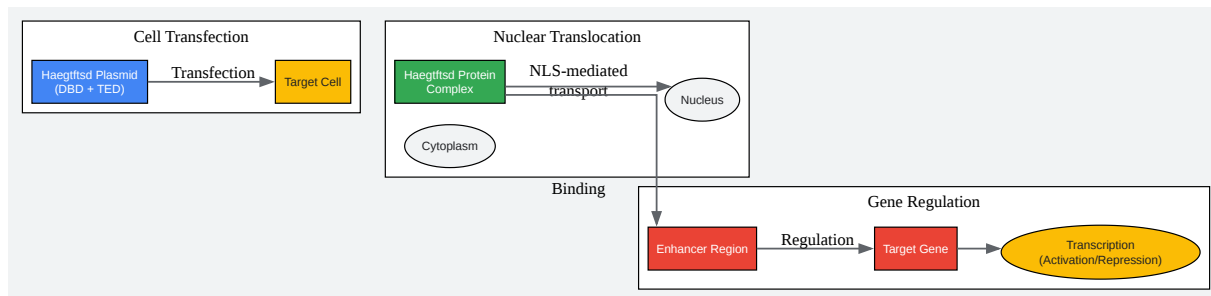 Cell Transfection
Haegtftsd Plasmid
(DBD + TED)
Transfection
Target Cell
Nuclear Translocation
Haegtftsd Protein
Complex
NLS-mediated
transport
Nucleus
Cytoplasm
Binding
Gene Regulation
Enhancer Region
Regulation
Target Gene
Transcription
(Activation/Repression)